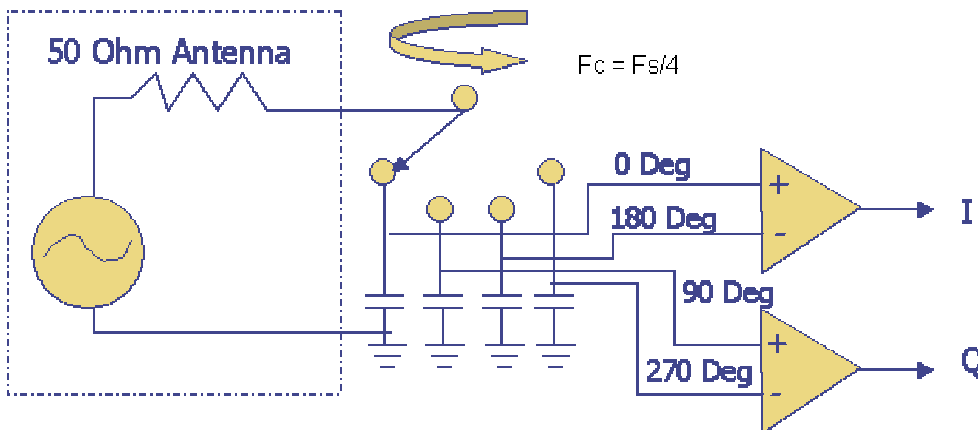 50 Ohm Antenna
Fc = Fs/4
0 Deg
+
I
180 Deg
-
90 Deg
+
Q
270 Deg
-